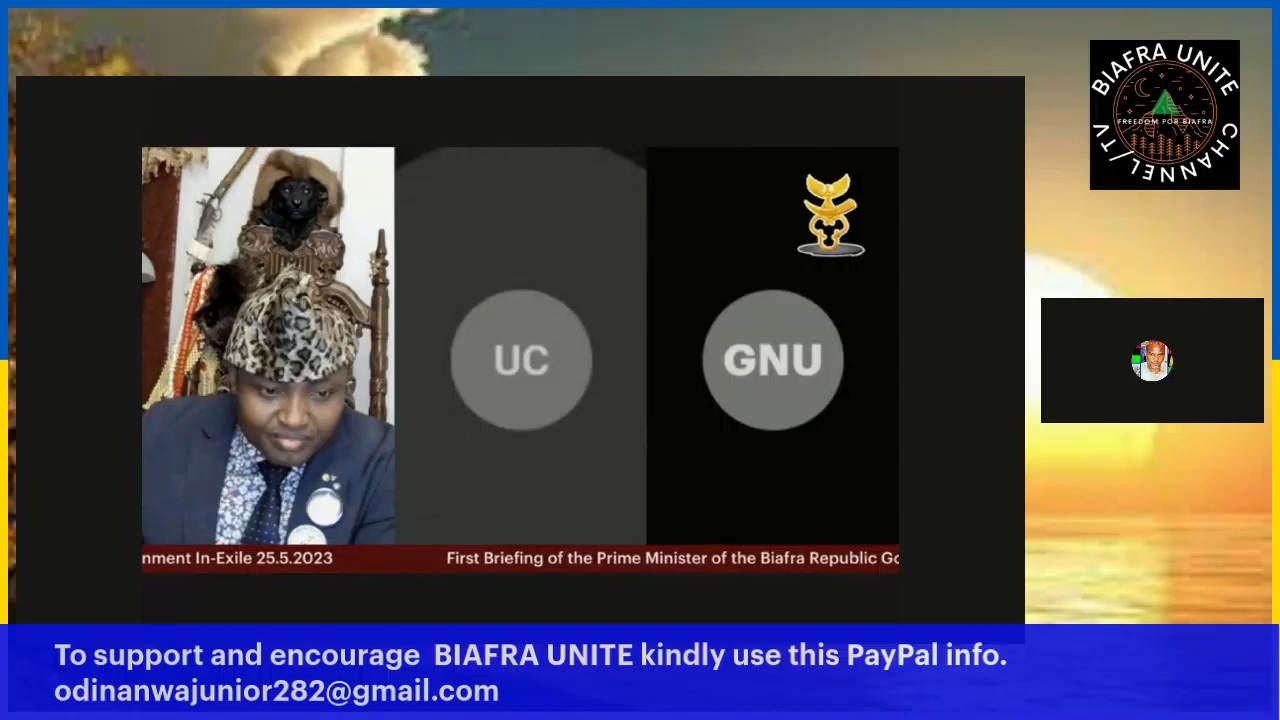 BIAFRA UNITE
CHANNEL/TV
FREEDOM FOR BIAFRA
UC
GNU
nment In-Exile 25.5.2023 First Briefing of the Prime Minister of the Biafra Republic Go
To support and encourage BIAFRA UNITE kindly use this PayPal info.
odinanwajunior282@gmail.com